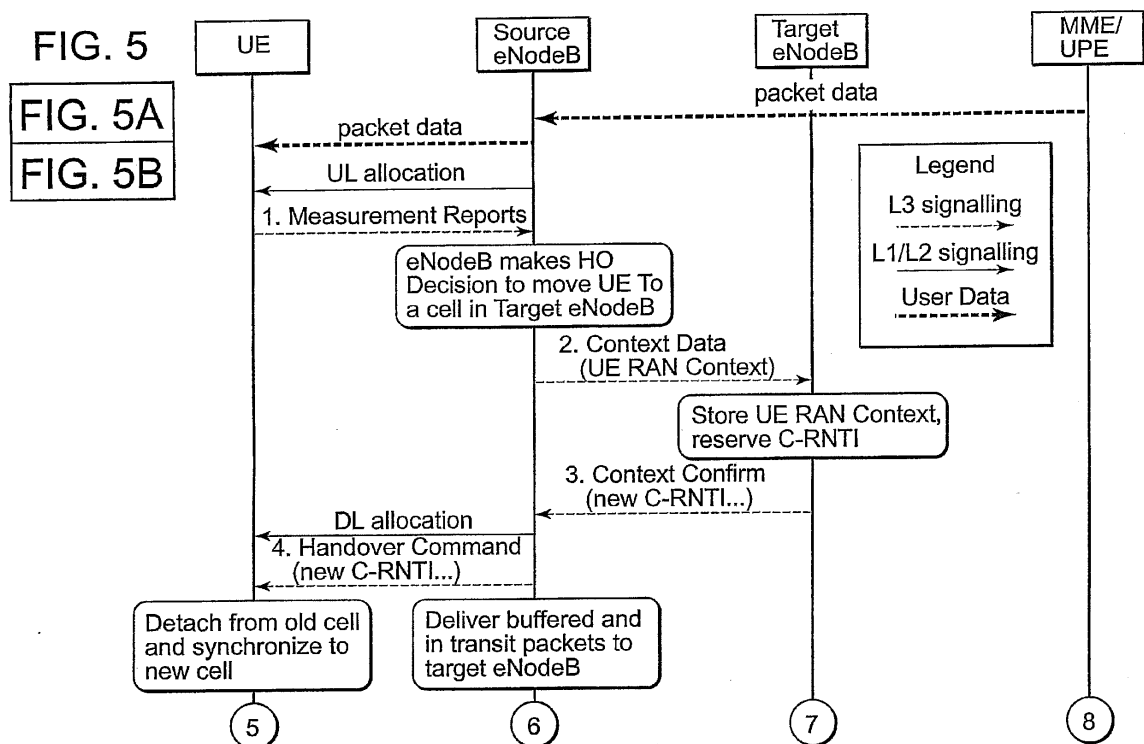 FIG. 5
FIG. 5A
FIG. 5B
UE
Source
eNodeB
Target
eNodeB
MME/
UPE
packet data
packet data
UL allocation
1. Measurement Reports
Legend
L3 signalling
L1/L2 signalling
User Data
eNodeB makes HO
Decision to move UE To
a cell in Target eNodeB
2. Context Data
(UE RAN Context)
Store UE RAN Context,
reserve C-RNTI
3. Context Confirm
(new C-RNTI...)
DL allocation
4. Handover Command
(new C-RNTI...)
Detach from old cell
and synchronize to
new cell
Deliver buffered and
in transit packets to
target eNodeB
5
6
7
8